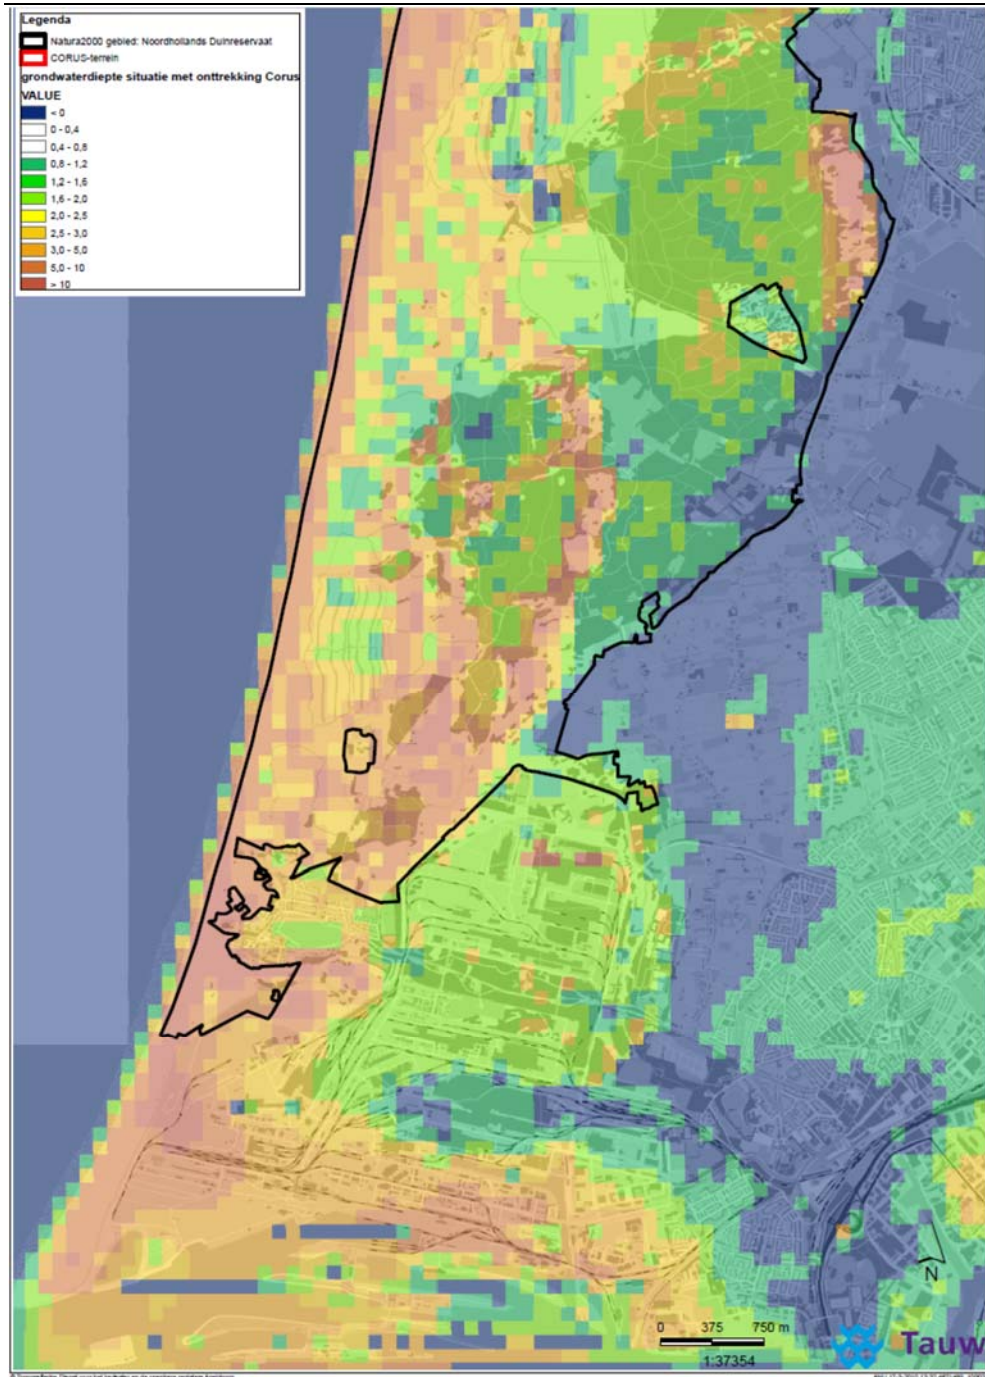 Legenda
Natura2000 gebied: Noordhollands Duinreservaat
CORUS-terrein
grondwaterdiepte situatie met onttrekking Corus
VALUE
< 0
0 - 0,4
0,4 - 0,8
0,8 - 1,2
1,2 - 1,6
1,6 - 2,0
2,0 - 2,5
2,5 - 3,0
3,0 - 5,0
5,0 - 10
> 10
N
0 375 750 m
1:37354
Tauw